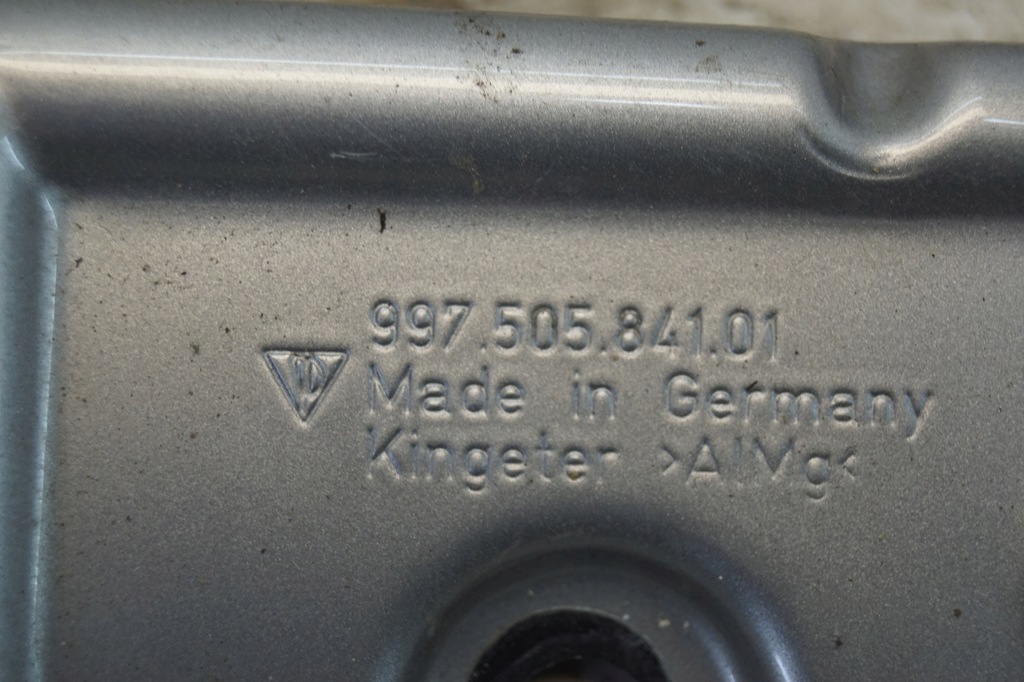 997.505.841.01
Made in Germany
Kingeter >AlMg<